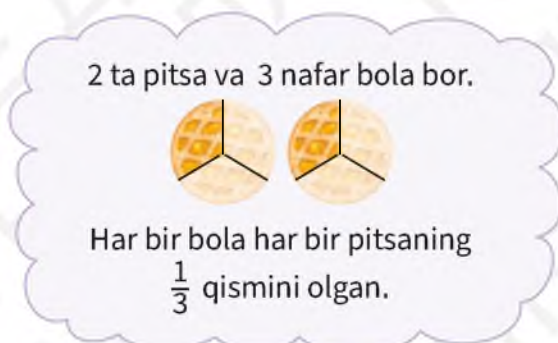 2 ta pitsa va 3 nafar bola bor.
Har bir bola har bir pitsaning
1/3 qismini olgan.